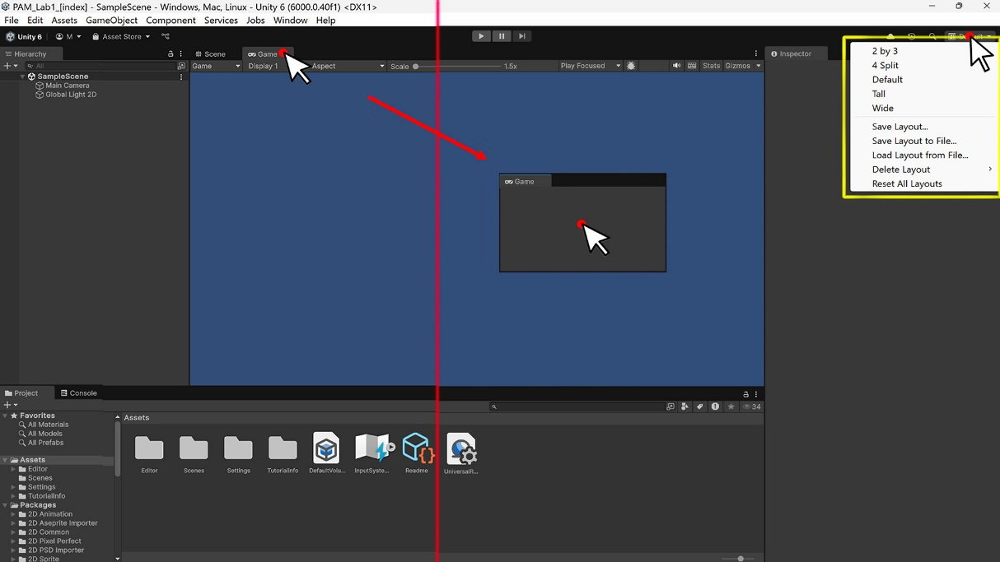 PAM_Lab1_[index] - SampleScene - Windows, Mac, Linux - Unity 6 (6000.0.40f1) <DX11>
File Edit Assets GameObject Component Services Jobs Window Help
Unity 6 M Asset Store
Hierarchy
All
SampleScene
Main Camera
Global Light 2D
Scene Game
Game Display 1 Aspect Scale 1.5x Play Focused Stats Gizmos
Game
Inspector
2 by 3
4 Split
Default
Tall
Wide
Save Layout...
Save Layout to File...
Load Layout from File...
Delete Layout
Reset All Layouts
Project Console
34
Favorites
All Materials
All Models
All Prefabs
Assets
Editor
Scenes
Settings
TutorialInfo
Packages
2D Animation
2D Aseprite Importer
2D Common
2D Pixel Perfect
2D PSD Importer
2D Sprite
Assets
Editor Scenes Settings TutorialInfo DefaultVolu... InputSyste... Readme UniversalR...